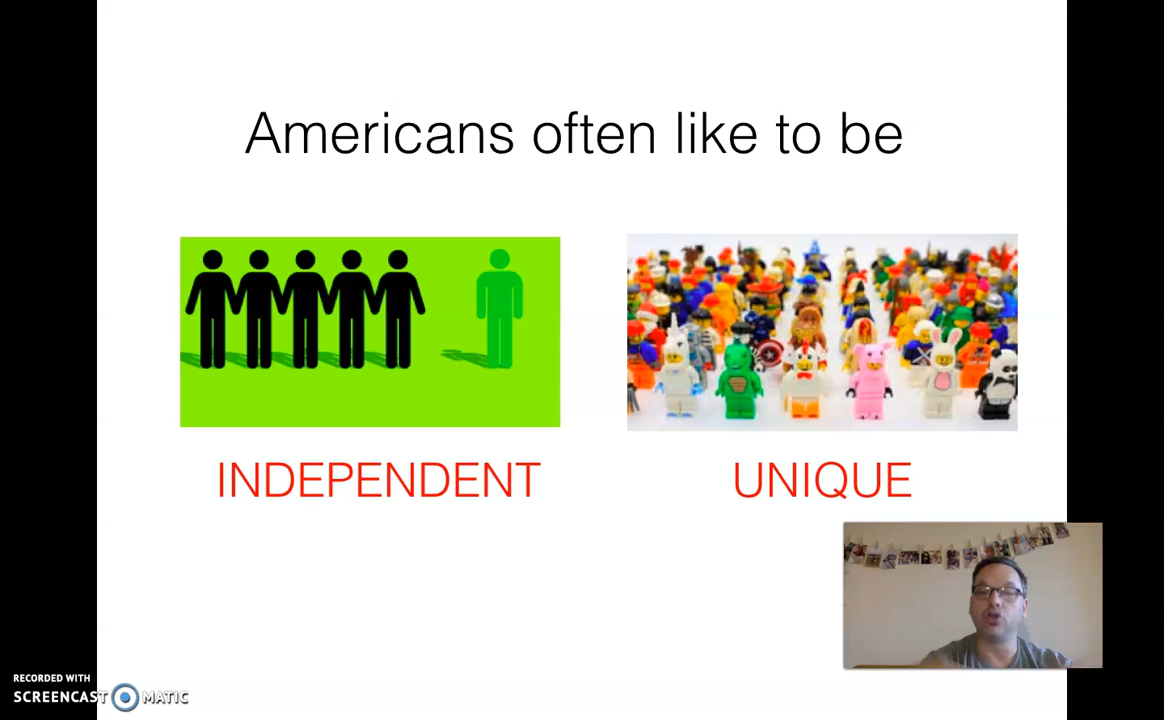 Americans often like to be
INDEPENDENT
UNIQUE
RECORDED WITH
SCREENCAST MATIC